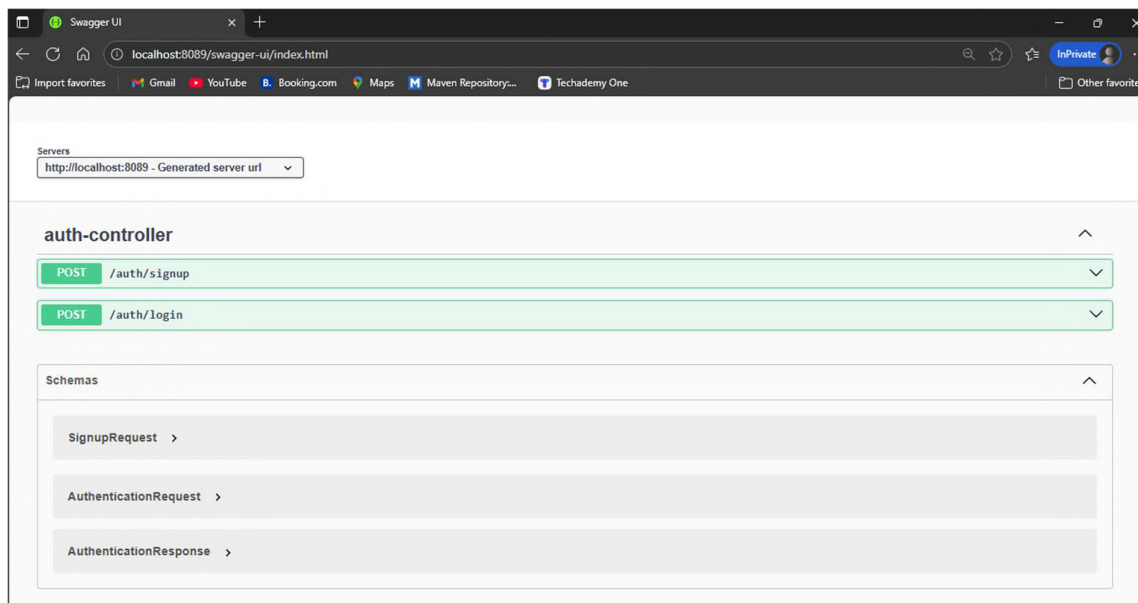 Swagger UI
localhost:8089/swagger-ui/index.html
InPrivate
Import favorites Gmail YouTube B. Booking.com Maps M Maven Repository:... T Techademy One Other favorite
Servers
http://localhost:8089 - Generated server url
auth-controller
POST /auth/signup
POST /auth/login
Schemas
SignupRequest
AuthenticationRequest
AuthenticationResponse